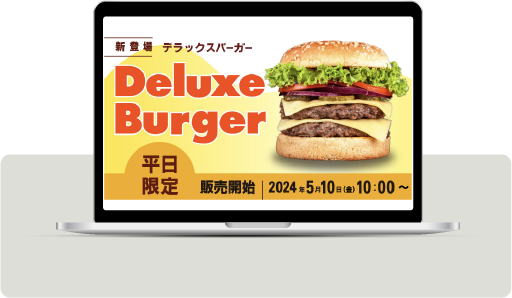 新登場 デラックスバーガー
Deluxe
Burger
平日
限定
販売開始 2024年5月10日(金)10:00~